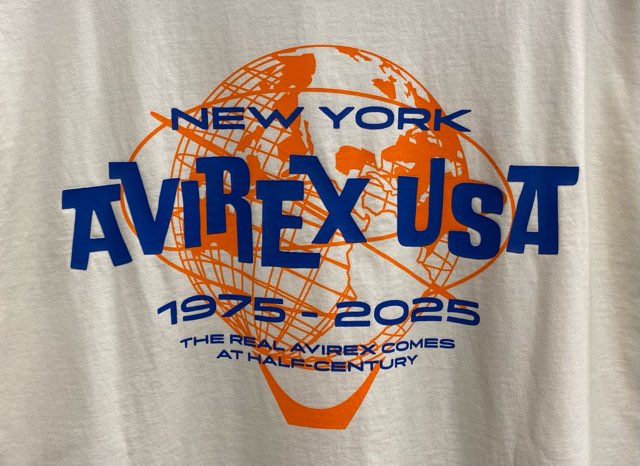 NEW YORK
AVIREX USA
1975 - 2025
THE REAL AVIREX COMES
AT HALF-CENTURY